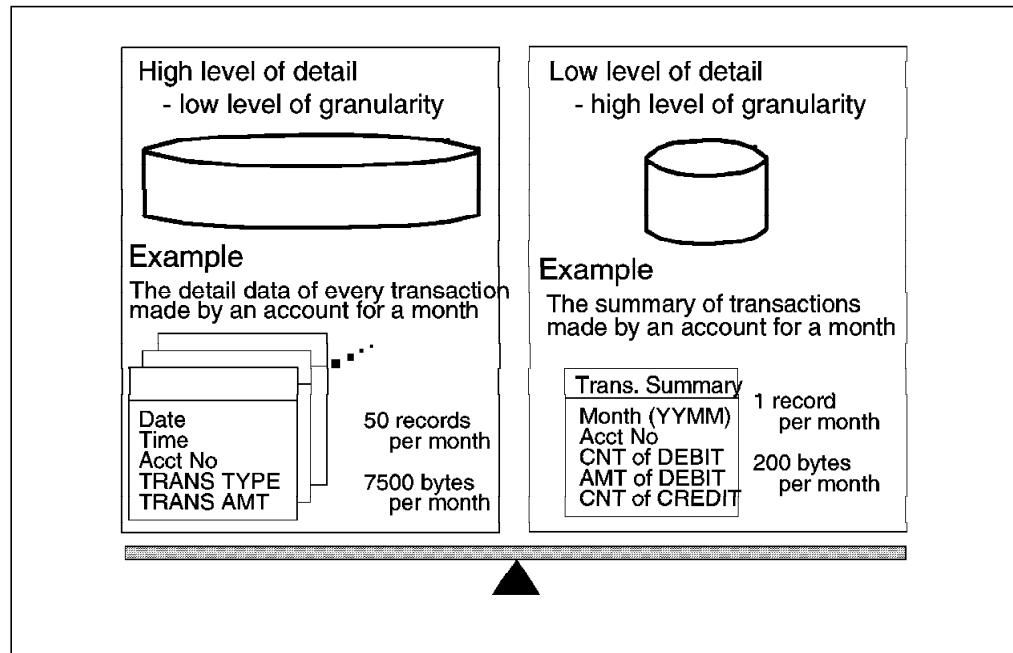 High level of detail
- low level of granularity
Example
The detail data of every transaction
made by an account for a month
Date
Time
Acct No
TRANS TYPE
TRANS AMT
50 records
per month
7500 bytes
per month
Low level of detail
- high level of granularity
Example
The summary of transactions
made by an account for a month
Trans. Summary
Month (YYMM)
Acct No
CNT of DEBIT
AMT of DEBIT
CNT of CREDIT
1 record
per month
200 bytes
per month